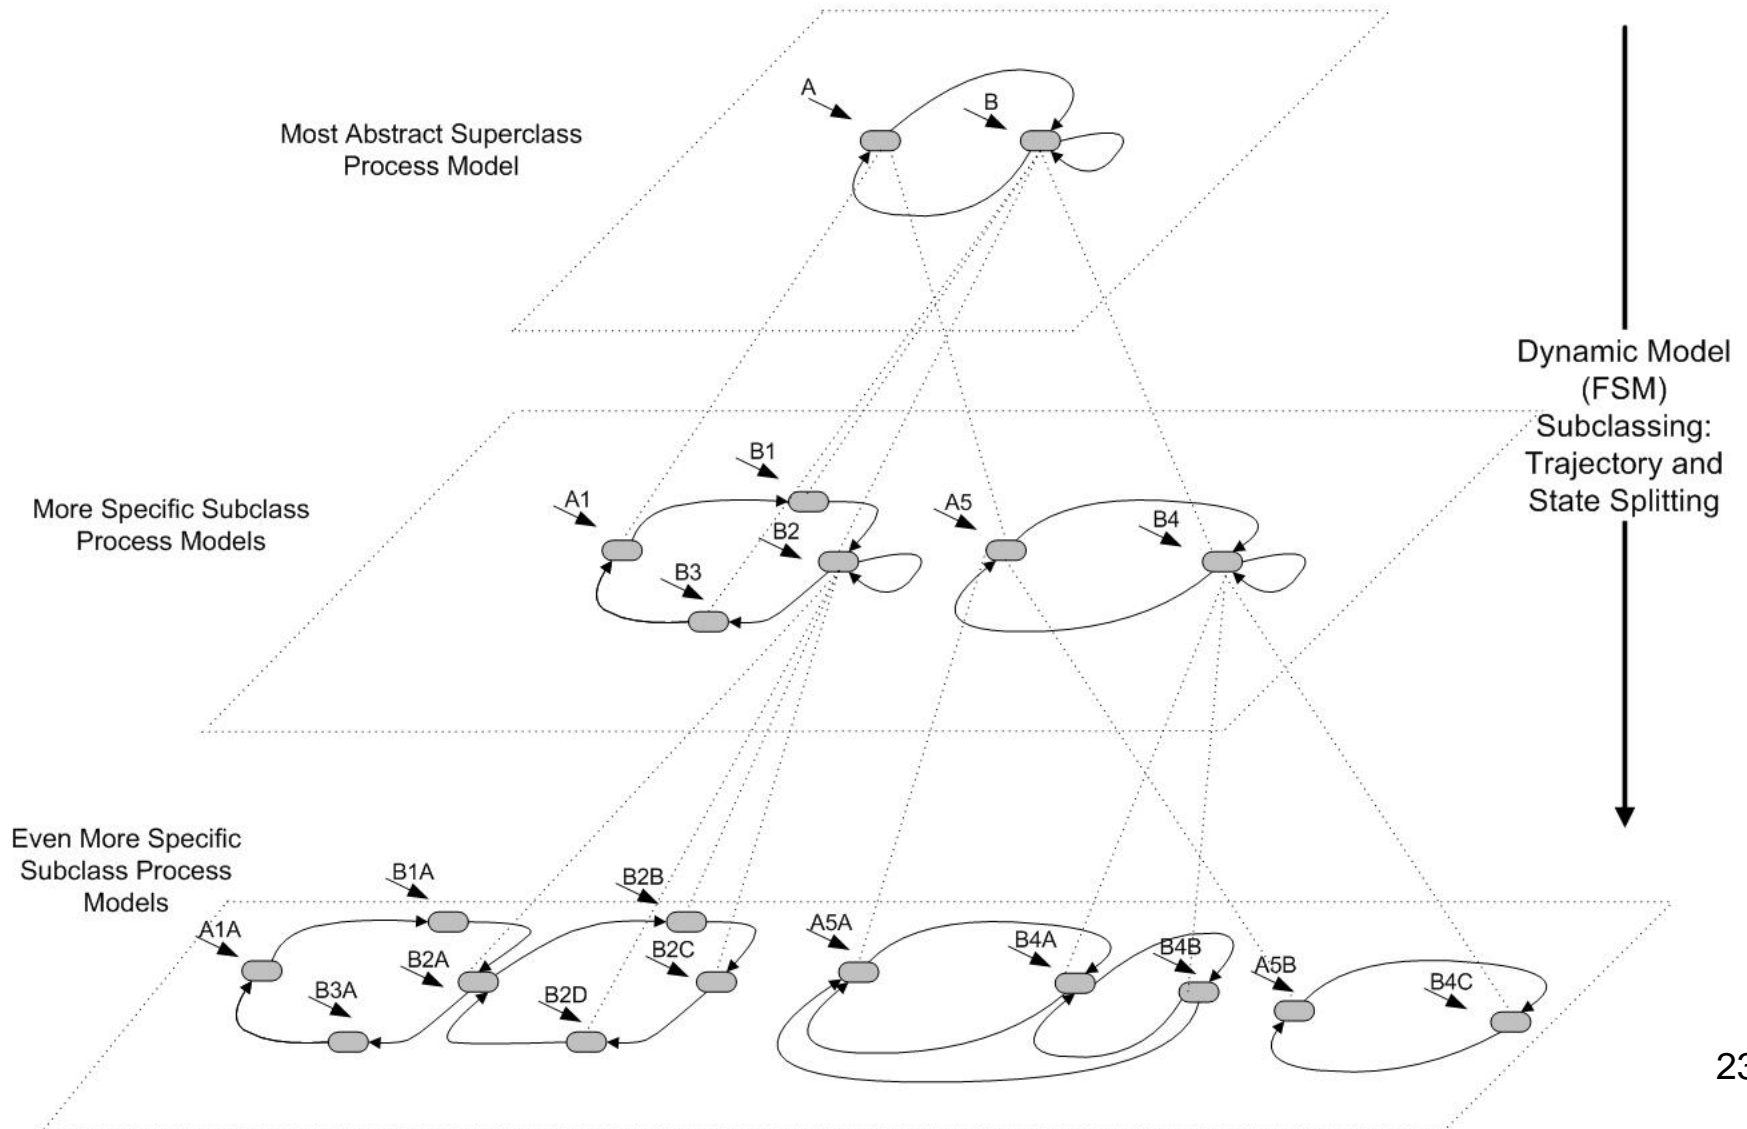 A
B
Most Abstract Superclass
Process Model
Dynamic Model
(FSM)
Subclassing:
Trajectory and
State Splitting
More Specific Subclass
Process Models
B1
A1
A5
B2
B4
B3
Even More Specific
Subclass Process
Models
B1A
B2B
A1A
A5A
B4A
B4B
B2A
B2C
A5B
B3A
B2D
B4C
23